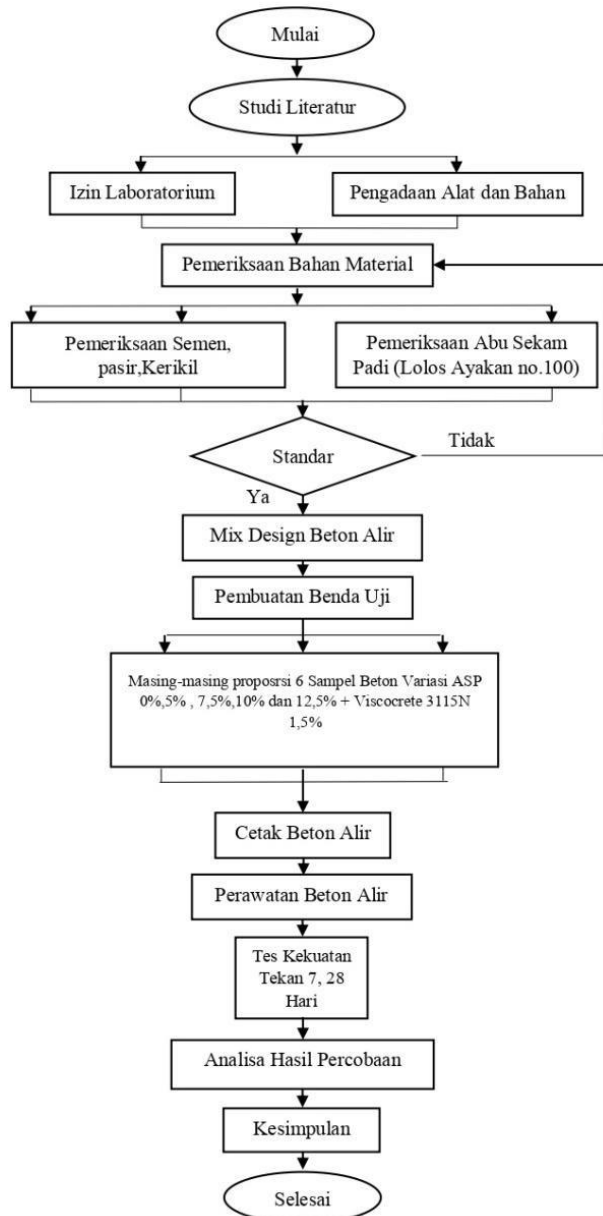 Mulai
Studi Literatur
Izin Laboratorium
Pengadaan Alat dan Bahan
Pemeriksaan Bahan Material
Pemeriksaan Semen,
pasir,Kerikil
Pemeriksaan Abu Sekam
Padi (Lolos Ayakan no.100)
Standar
Tidak
Ya
Mix Design Beton Alir
Pembuatan Benda Uji
Masing-masing proposrsi 6 Sampel Beton Variasi ASP
0%,5% , 7,5%,10% dan 12,5% + Viscocrete 3115N
1,5%
Cetak Beton Alir
Perawatan Beton Alir
Tes Kekuatan
Tekan 7, 28
Hari
Analisa Hasil Percobaan
Kesimpulan
Selesai